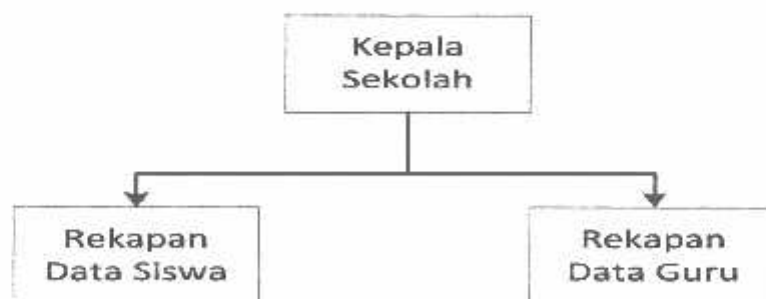 Kepala
Sekolah
Rekapan
Data Siswa
Rekapan
Data Guru